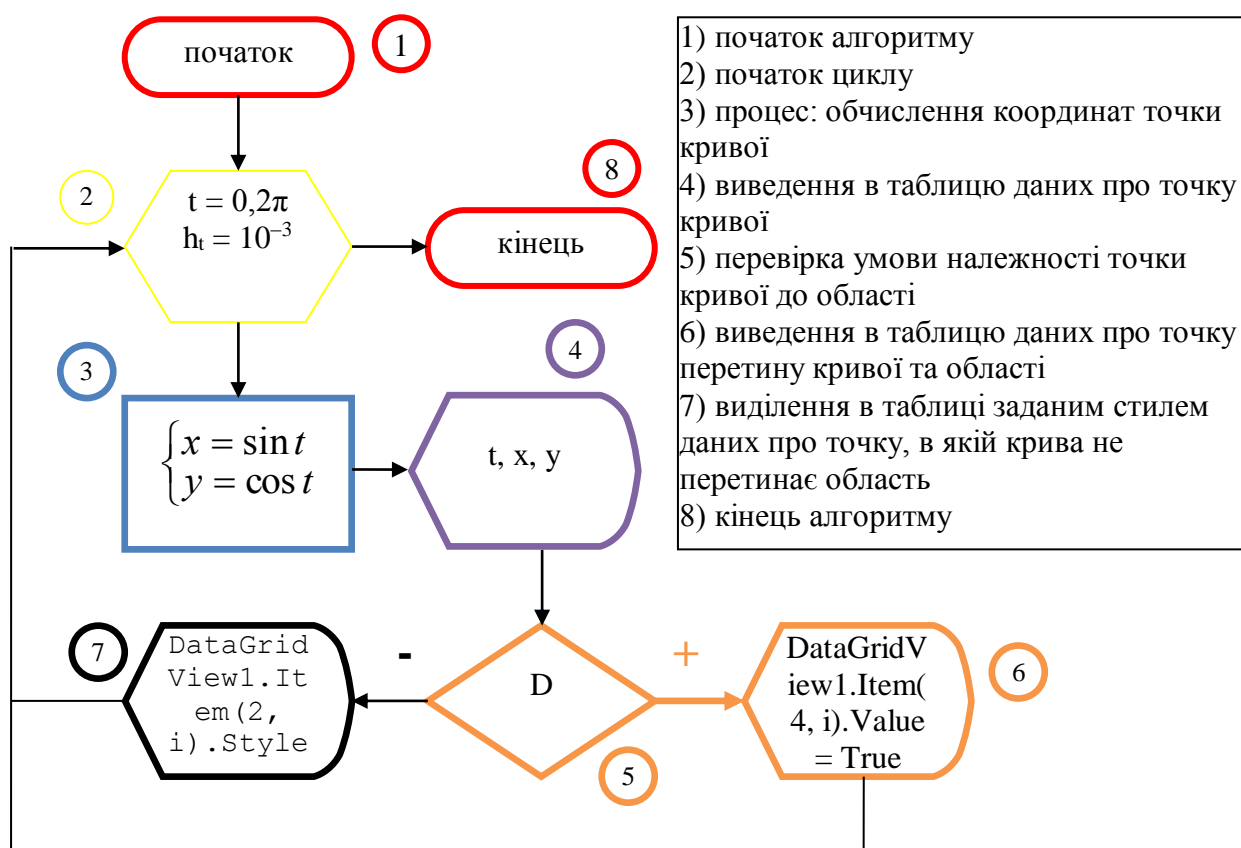 початок
1
2
t = 0,2π
hₜ = 10⁻³
8
кінець
3
{x = sin t
y = cos t
4
t, x, y
7
DataGrid
View1.It
em(2,
i).Style
-
D
+
5
DataGridV
iew1.Item(
4, i).Value
= True
6
1) початок алгоритму
2) початок циклу
3) процес: обчислення координат точки
кривої
4) виведення в таблицю даних про точку
кривої
5) перевірка умови належності точки
кривої до області
6) виведення в таблицю даних про точку
перетину кривої та області
7) виділення в таблиці заданим стилем
даних про точку, в якій крива не
перетинає область
8) кінець алгоритму